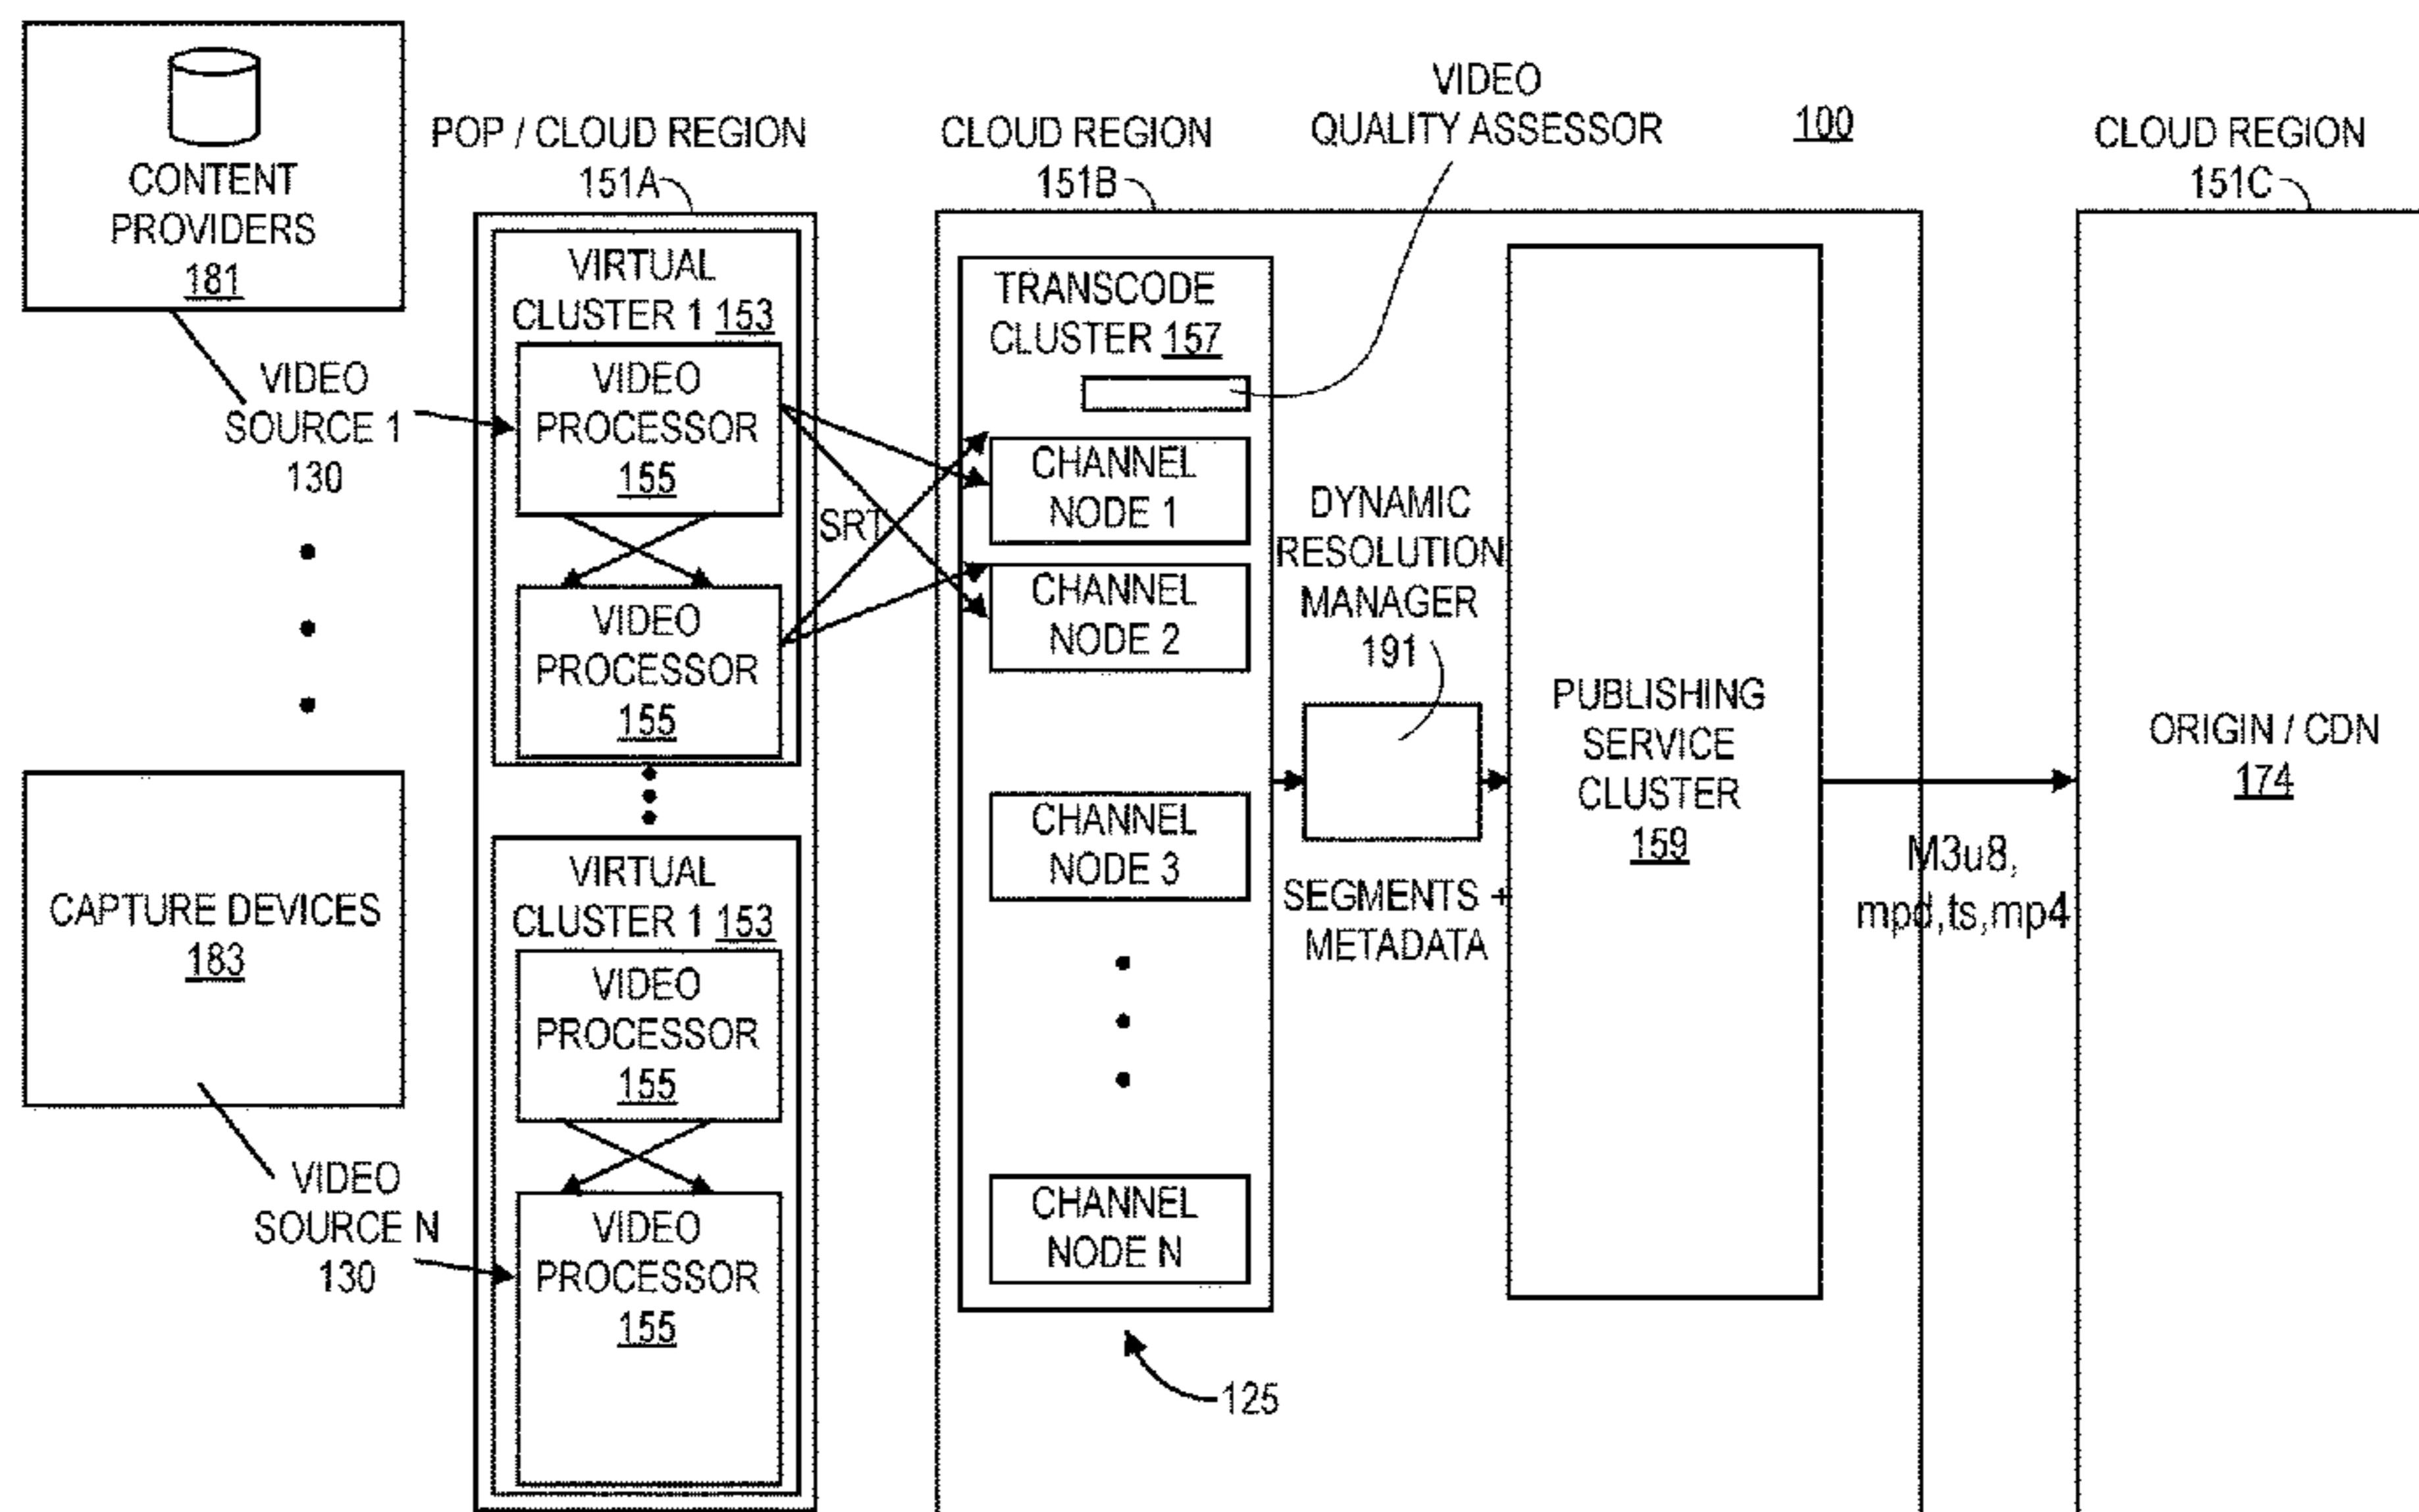 CONTENT
PROVIDERS
181
VIDEO
SOURCE 1
130
CAPTURE DEVICES
183
VIDEO
SOURCE N
130
POP / CLOUD REGION
151A
VIRTUAL
CLUSTER 1 153
VIDEO
PROCESSOR
155
VIDEO
PROCESSOR
155
VIRTUAL
CLUSTER 1 153
VIDEO
PROCESSOR
155
VIDEO
PROCESSOR
155
SRT
CLOUD REGION
151B
TRANSCODE
CLUSTER 157
CHANNEL
NODE 1
CHANNEL
NODE 2
CHANNEL
NODE 3
CHANNEL
NODE N
125
VIDEO
QUALITY ASSESSOR
100
DYNAMIC
RESOLUTION
MANAGER
191
SEGMENTS +
METADATA
PUBLISHING
SERVICE
CLUSTER
159
M3u8,
mpd,ts,mp4
CLOUD REGION
151C
ORIGIN / CDN
174